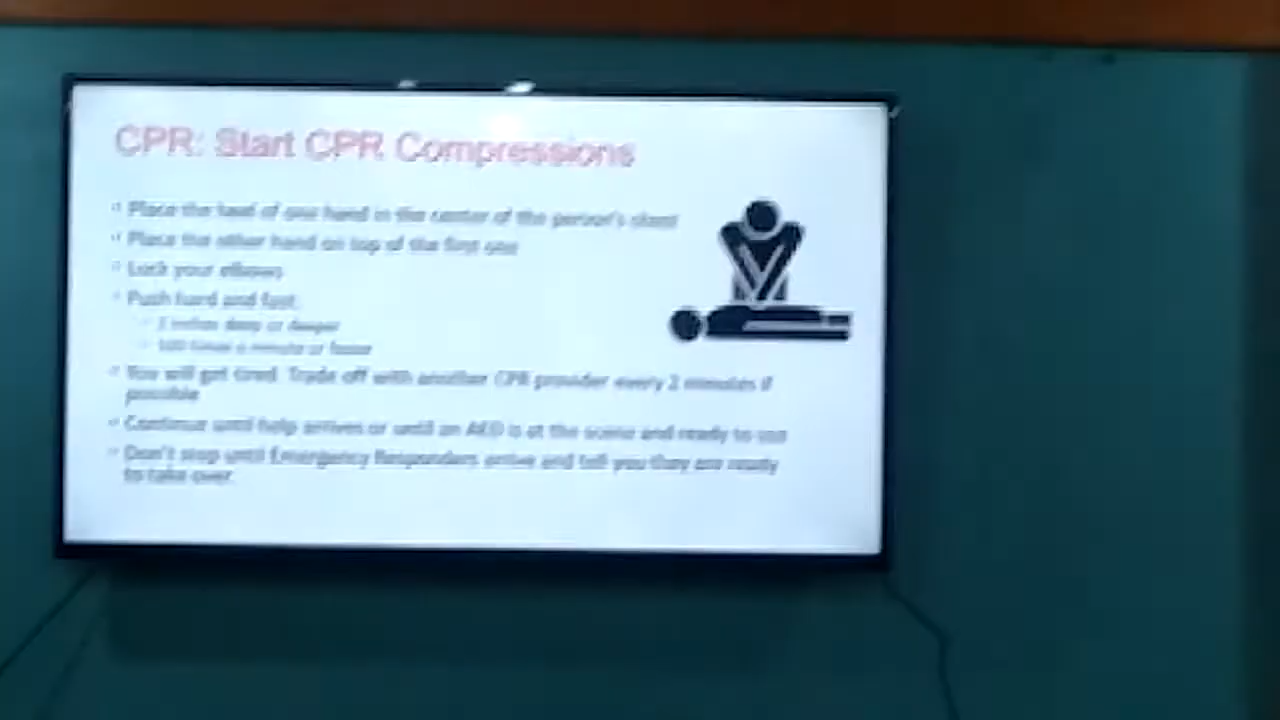 CPR: Start CPR Compressions
Place the heel of one hand in the center of the person's chest
Place the other hand on top of the first one
Lock your elbows
Push hard and fast:
2 inches deep or deeper
100 times a minute or faster
You will get tired. Trade off with another CPR provider every 2 minutes if
possible
Continue until help arrives or until an AED is at the scene and ready to use
Don't stop until Emergency Responders arrive and tell you they are ready
to take over.